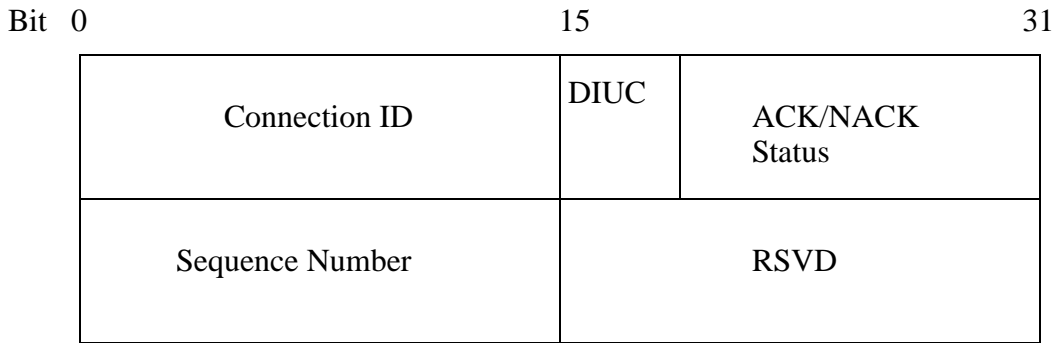 Bit 0 15 31
Connection ID DIUC ACK/NACK
Status
Sequence Number RSVD